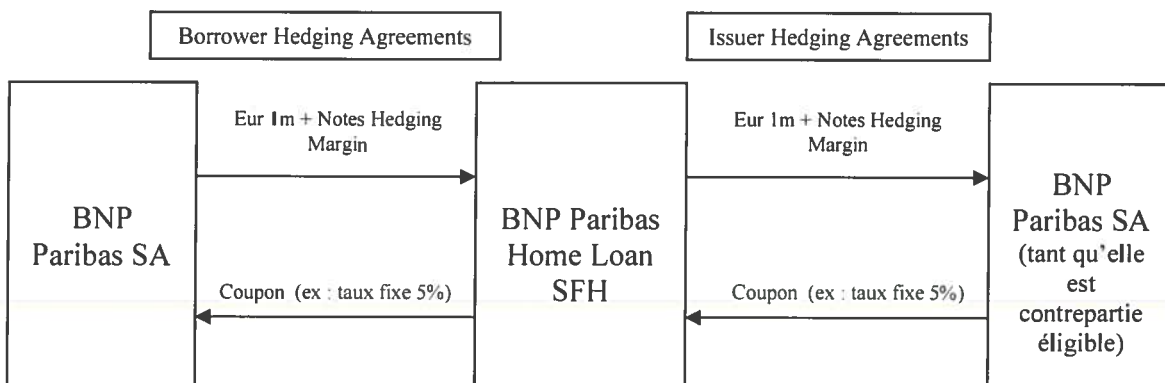 Borrower Hedging Agreements
Issuer Hedging Agreements
BNP
Paribas SA
Eur 1m + Notes Hedging
Margin
Coupon (ex : taux fixe 5%)
BNP Paribas
Home Loan
SFH
Eur 1m + Notes Hedging
Margin
Coupon (ex : taux fixe 5%)
BNP
Paribas SA
(tant qu'elle
est
contrepartie
éligible)